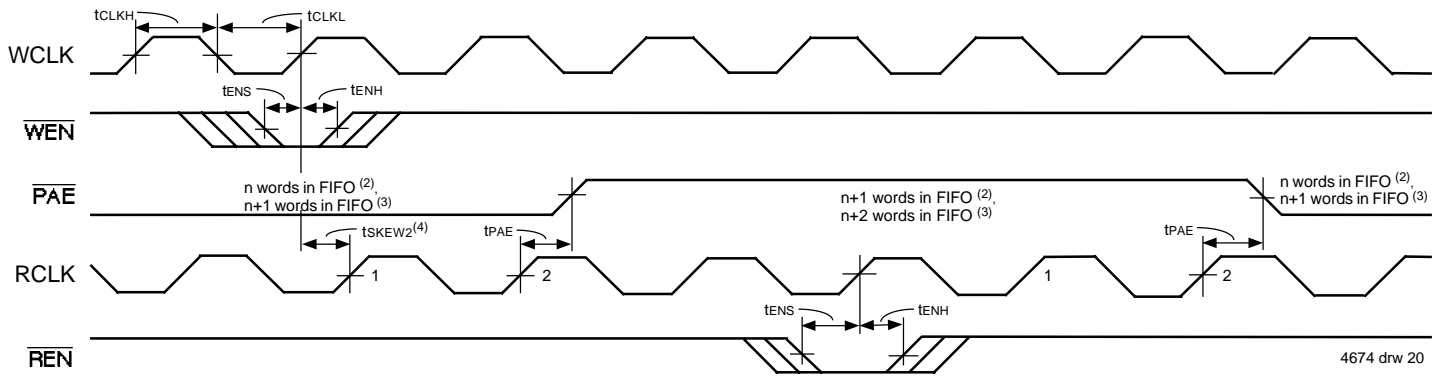 tCLKH
tCLKL
WCLK
tENS
tENH
WEN
PAE
n words in FIFO (2),
n+1 words in FIFO (3)
n+1 words in FIFO (2),
n+2 words in FIFO (3)
n words in FIFO (2),
n+1 words in FIFO (3)
tSKEW2(4)
tPAE
tPAE
RCLK
1
2
1
2
tENS
tENH
REN
4674 drw 20